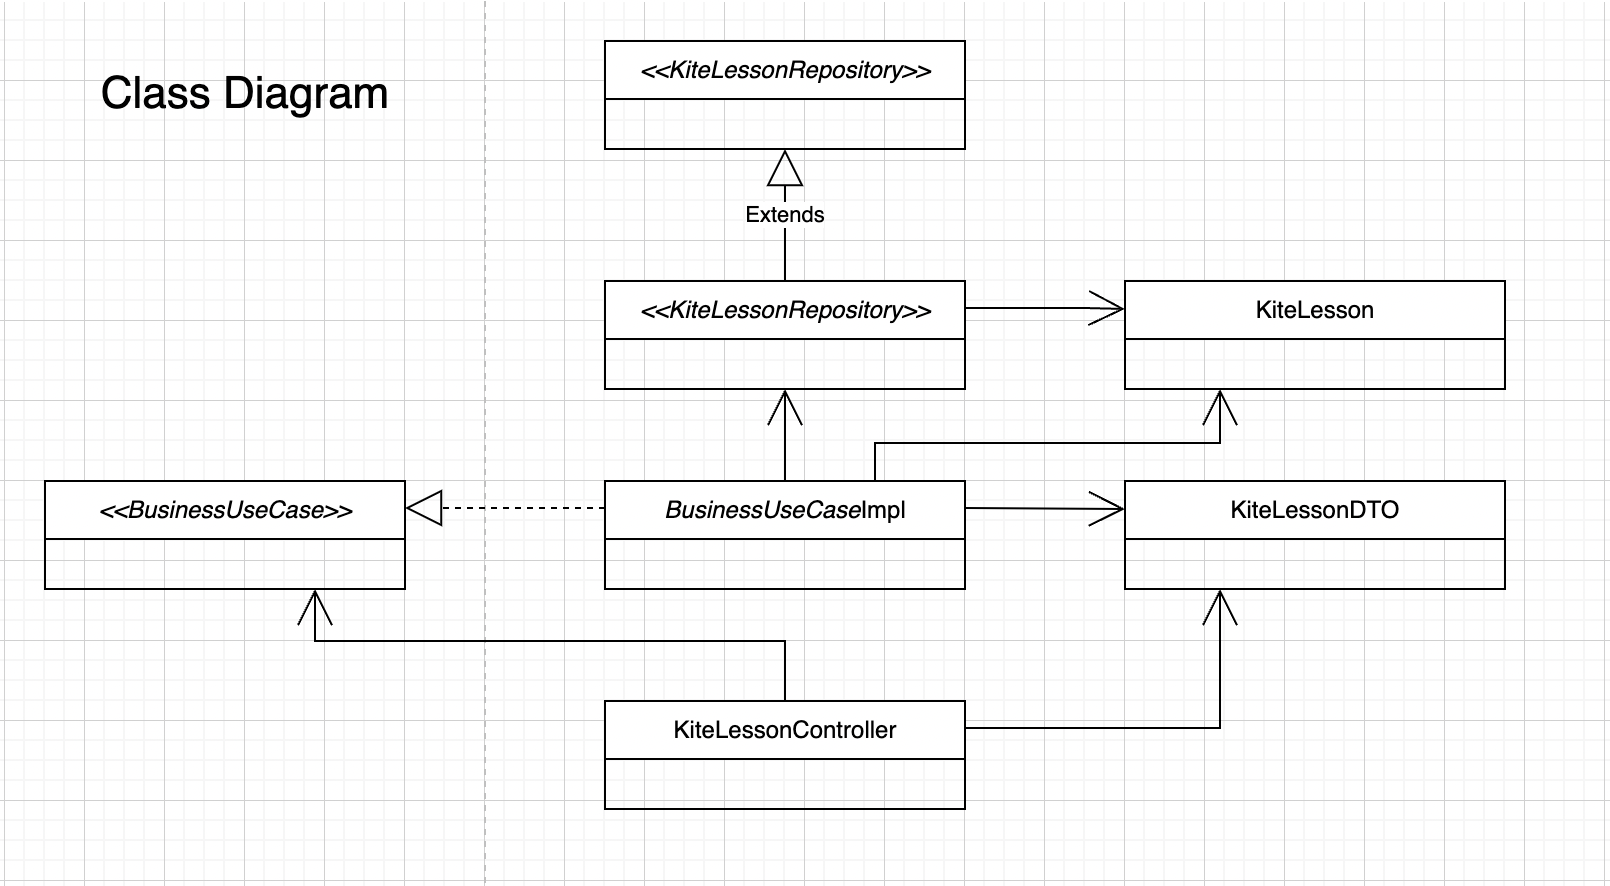 Class Diagram
<<KiteLessonRepository>>
Extends
<<KiteLessonRepository>>
KiteLesson
<<BusinessUseCase>>
BusinessUseCaseImpl
KiteLessonDTO
KiteLessonController